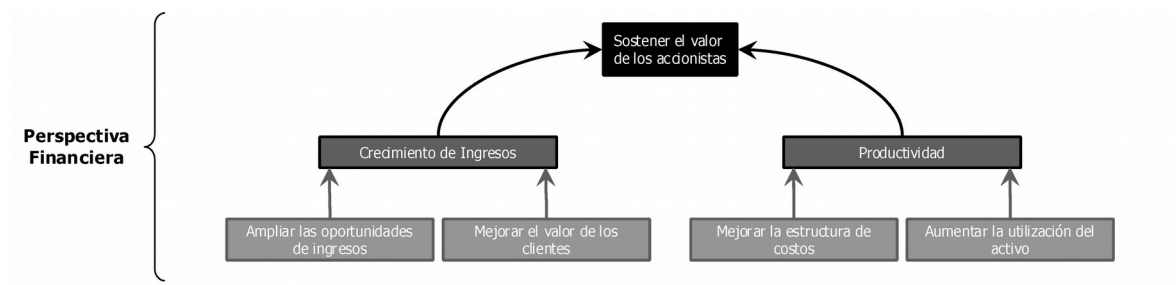 Sostener el valor
de los accionistas
Perspectiva
Financiera
Crecimiento de Ingresos
Productividad
Ampliar las oportunidades
de ingresos
Mejorar el valor de los
clientes
Mejorar la estructura de
costos
Aumentar la utilización del
activo